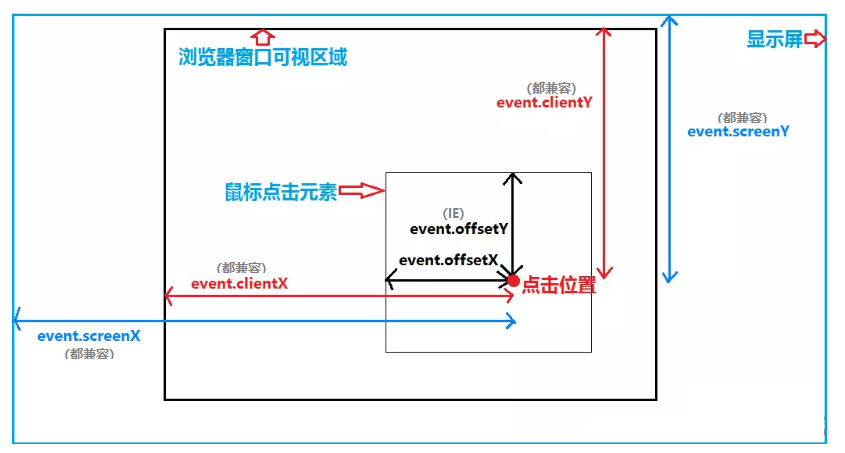 显示屏
浏览器窗口可视区域
(都兼容)
event.clientY
(都兼容)
event.screenY
鼠标点击元素
(IE)
event.offsetY
event.offsetX
(都兼容)
event.clientX
点击位置
event.screenX
(都兼容)